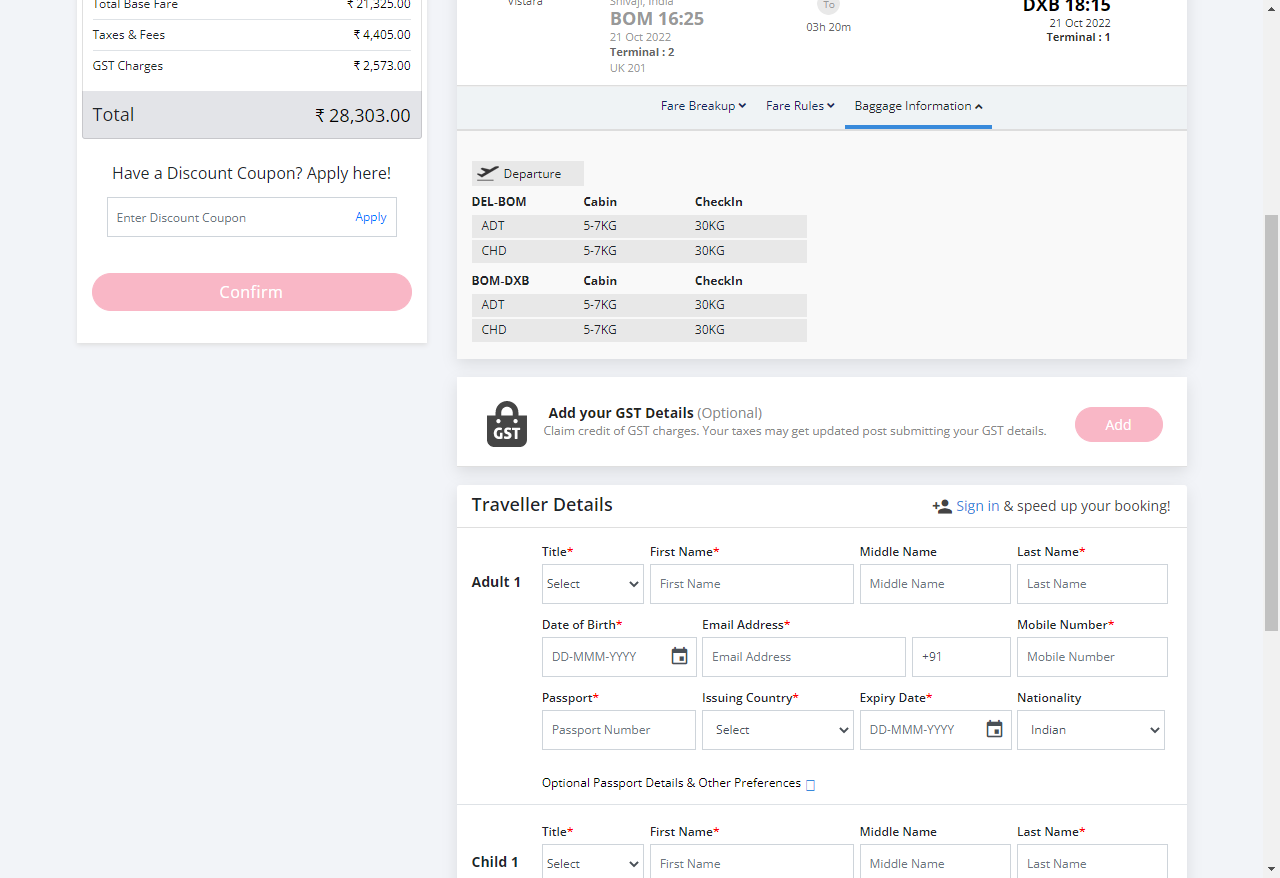 Total Base Fare ₹ 21,325.00
Taxes & Fees ₹ 4,405.00
GST Charges ₹ 2,573.00
Total ₹ 28,303.00
Have a Discount Coupon? Apply here!
Enter Discount Coupon Apply
Confirm
Vistara
Shivaji, India
BOM 16:25
21 Oct 2022
Terminal : 2
UK 201
To
03h 20m
DXB 18:15
21 Oct 2022
Terminal : 1
Fare Breakup Fare Rules Baggage Information
Departure
DEL-BOM Cabin CheckIn
ADT 5-7KG 30KG
CHD 5-7KG 30KG
BOM-DXB Cabin CheckIn
ADT 5-7KG 30KG
CHD 5-7KG 30KG
GST
Add your GST Details (Optional)
Claim credit of GST charges. Your taxes may get updated post submitting your GST details.
Add
Traveller Details
Sign in & speed up your booking!
Title* First Name* Middle Name Last Name*
Adult 1 Select First Name Middle Name Last Name
Date of Birth* Email Address* Mobile Number*
DD-MMM-YYYY Email Address +91 Mobile Number
Passport* Issuing Country* Expiry Date* Nationality
Passport Number Select DD-MMM-YYYY Indian
Optional Passport Details & Other Preferences
Title* First Name* Middle Name Last Name*
Child 1 Select First Name Middle Name Last Name